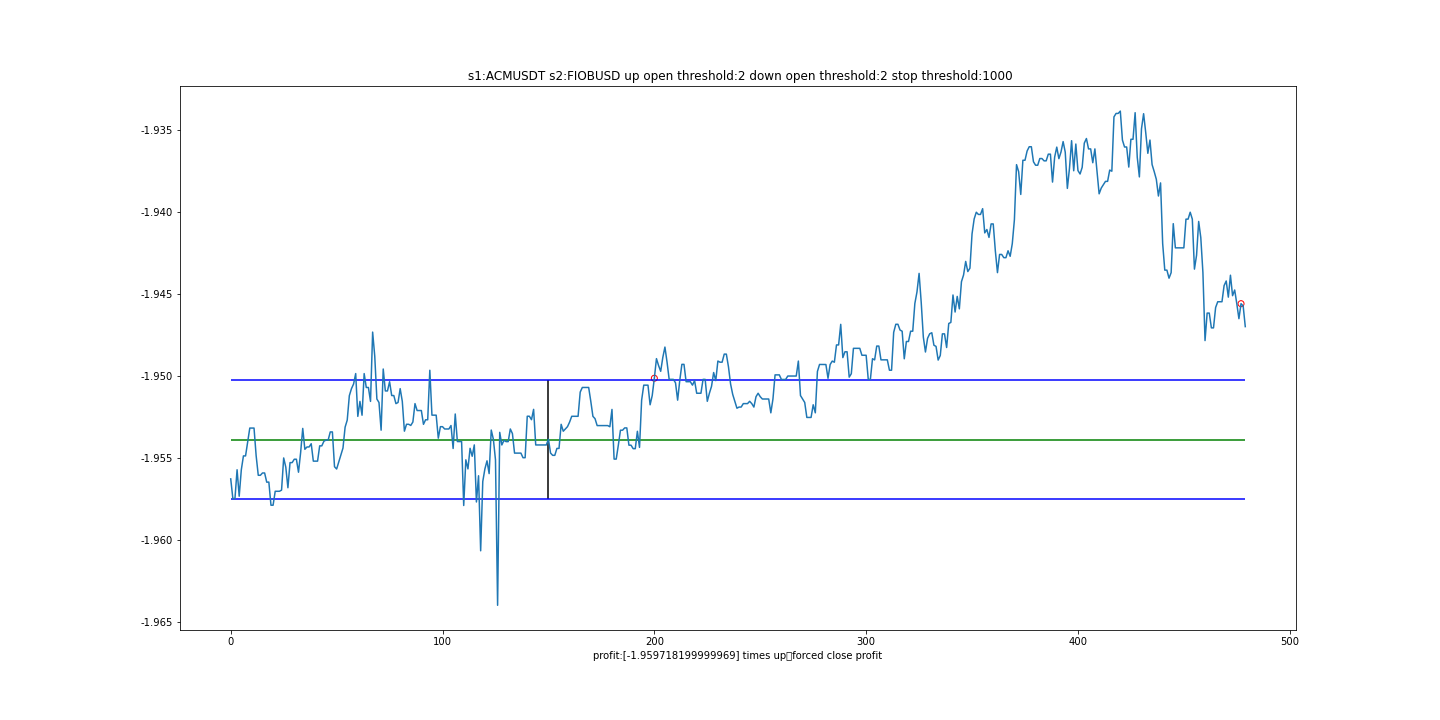 s1:ACMUSDT s2:FIOBUSD up open threshold:2 down open threshold:2 stop threshold:1000
-1.935
-1.940
-1.945
-1.950
-1.955
-1.960
-1.965
0 100 200 300 400 500
profit:[-1.959718199999969] times up▯forced close profit